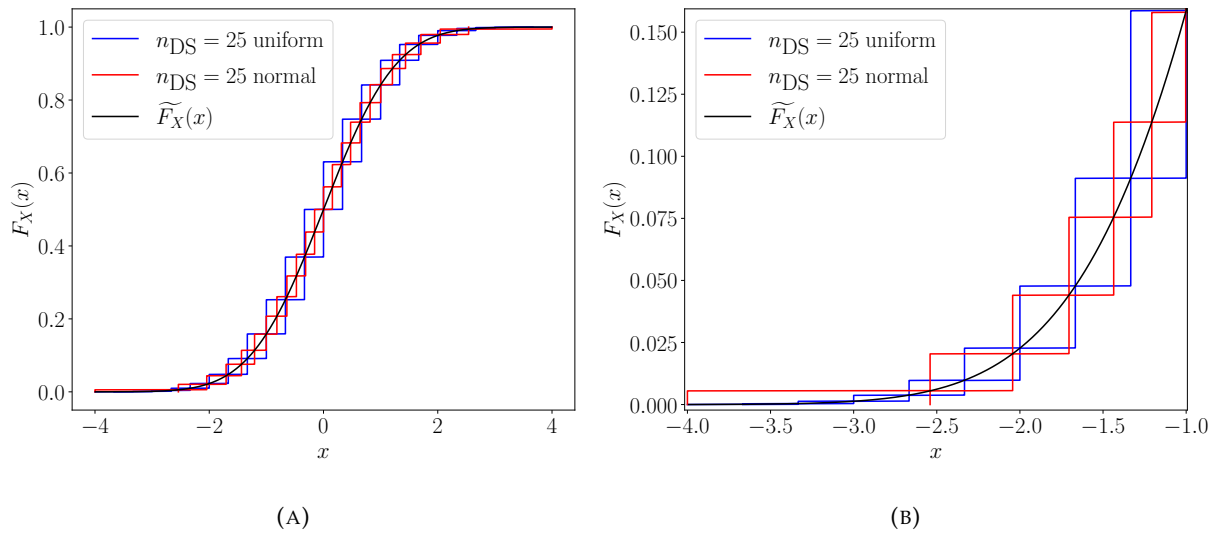 n_DS = 25 uniform
n_DS = 25 normal
\widetilde{F_X}(x)
1.0
0.8
0.6
0.4
0.2
0.0
F_X(x)
−4
−2
0
2
4
x
(A)
n_DS = 25 uniform
n_DS = 25 normal
\widetilde{F_X}(x)
0.150
0.125
0.100
0.075
0.050
0.025
0.000
F_X(x)
−4.0
−3.5
−3.0
−2.5
−2.0
−1.5
−1.0
x
(B)